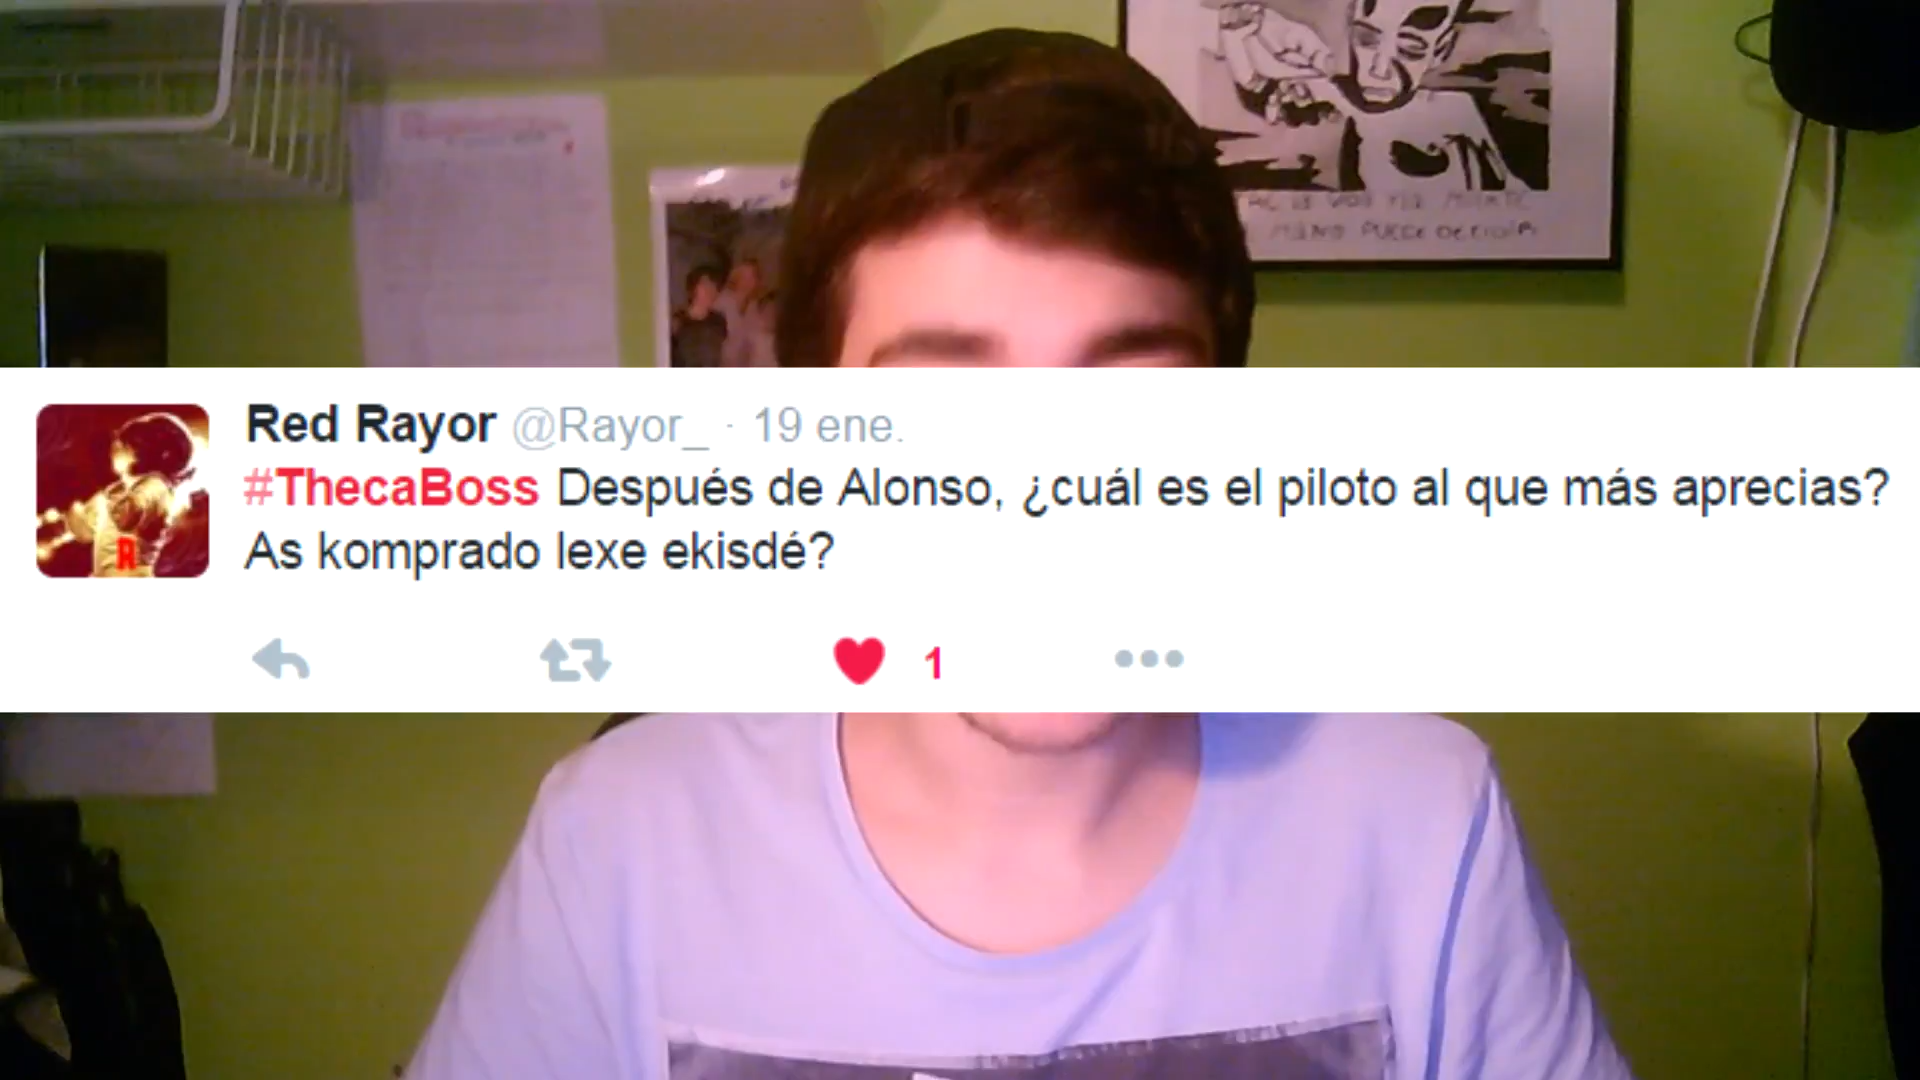 Red Rayor @Rayor_ · 19 ene.
#ThecaBoss Después de Alonso, ¿cuál es el piloto al que más aprecias?
As komprado lexe ekisdé?
1
R